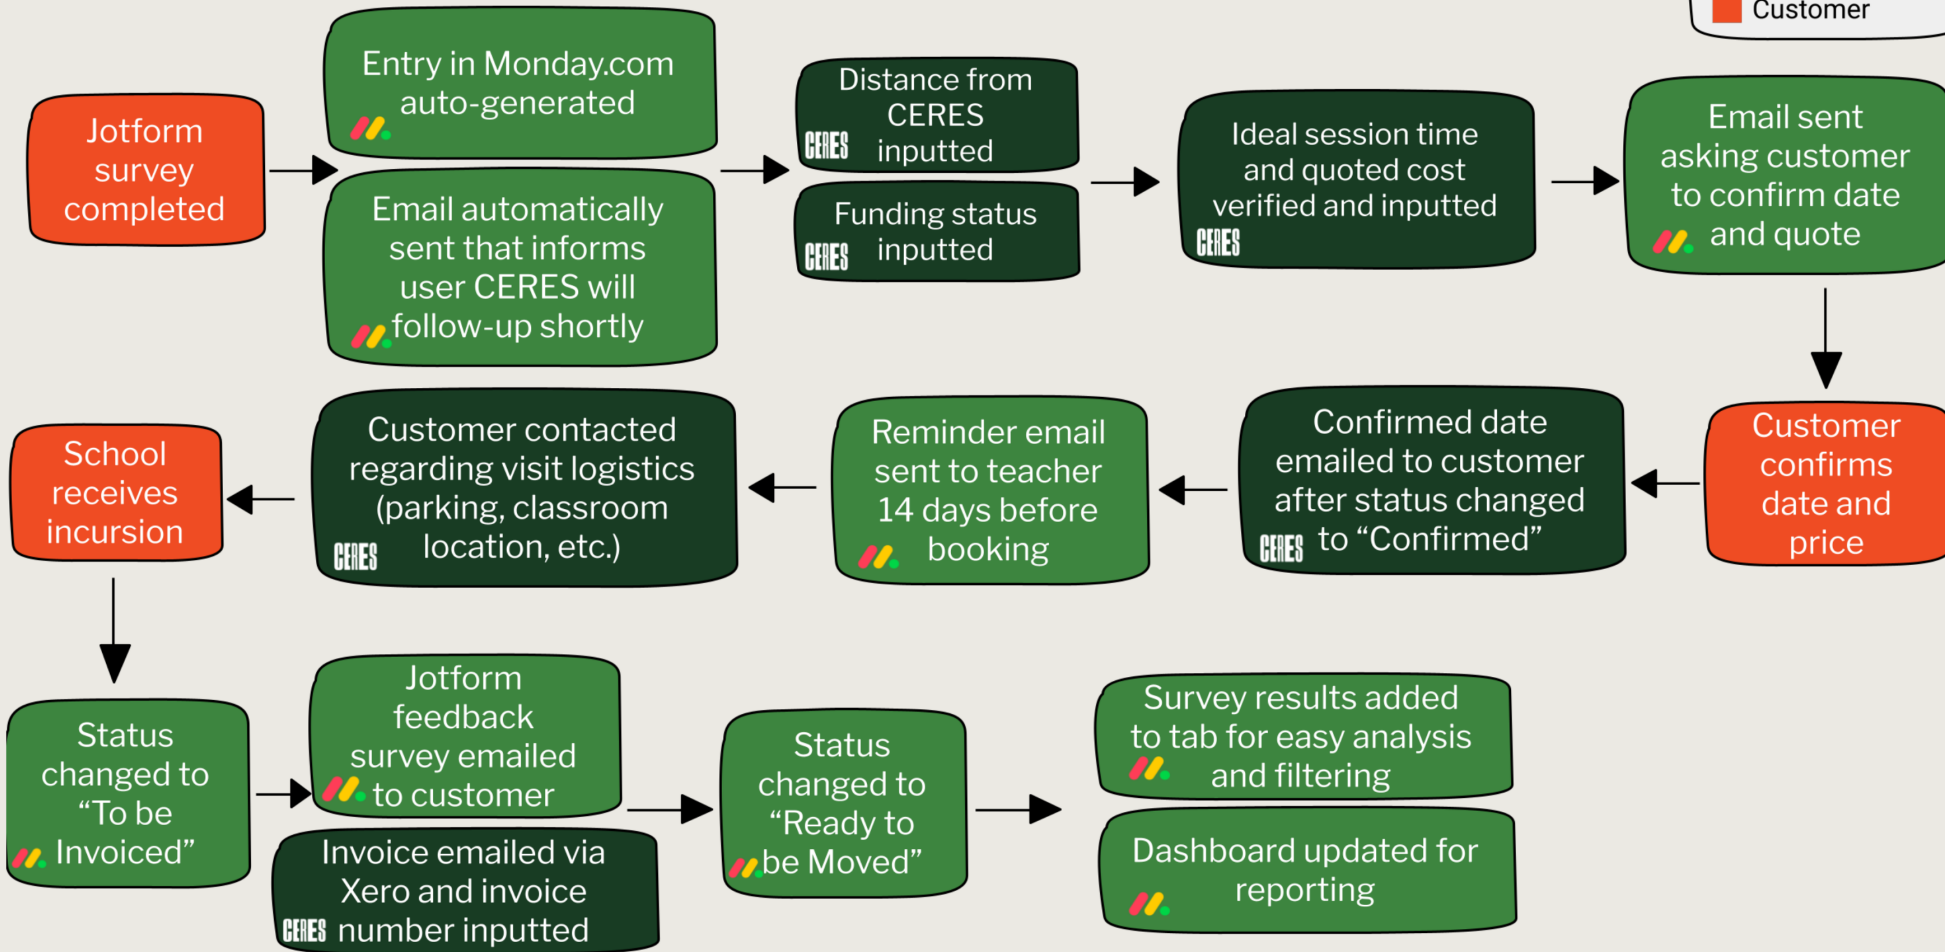 Customer
Jotform
survey
completed
Entry in Monday.com
auto-generated
Email automatically
sent that informs
user CERES will
follow-up shortly
Distance from
CERES
inputted
CERES
Funding status
inputted
CERES
Ideal session time
and quoted cost
verified and inputted
CERES
Email sent
asking customer
to confirm date
and quote
Customer
confirms
date and
price
Confirmed date
emailed to customer
after status changed
to “Confirmed”
CERES
Reminder email
sent to teacher
14 days before
booking
Customer contacted
regarding visit logistics
(parking, classroom
location, etc.)
CERES
School
receives
incursion
Status
changed to
“To be
Invoiced”
Jotform
feedback
survey emailed
to customer
Invoice emailed via
Xero and invoice
number inputted
CERES
Status
changed to
“Ready to
be Moved”
Survey results added
to tab for easy analysis
and filtering
Dashboard updated for
reporting